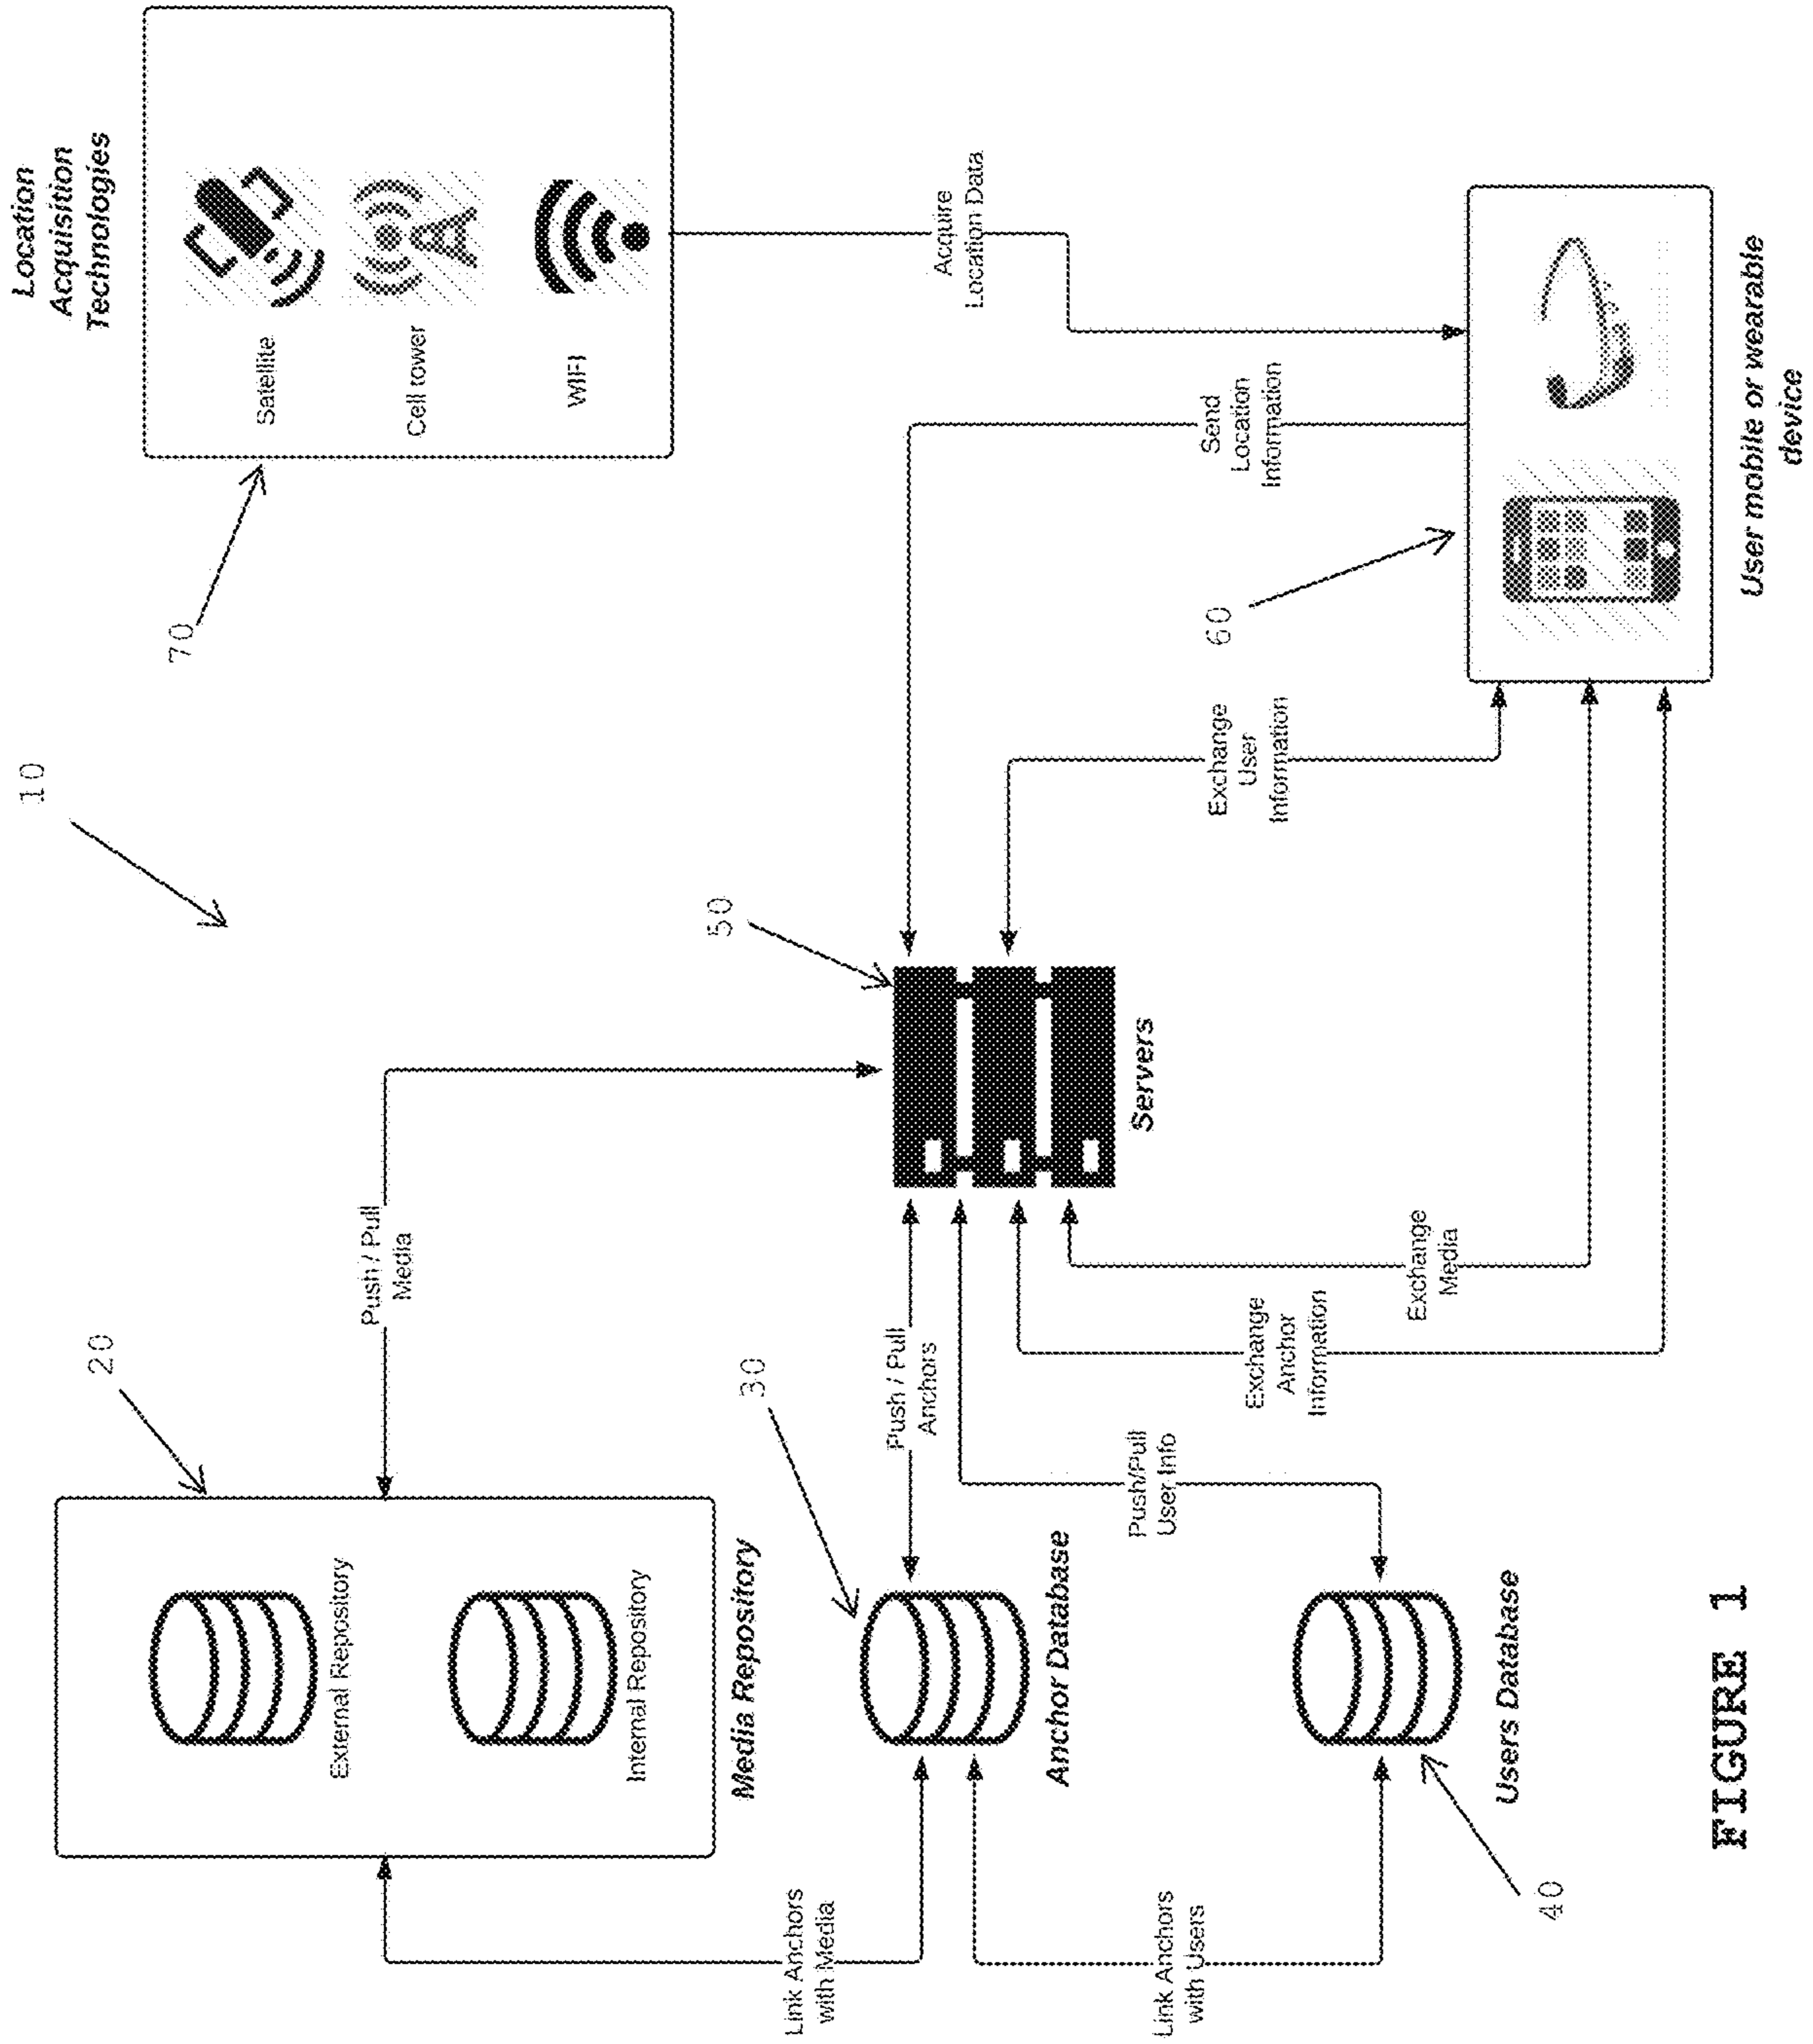 10
20
External Repository
Internal Repository
Media Repository
Push / Pull
Media
70
Location
Acquisition
Technologies
Satellite
Cell tower
WIFI
Link Anchors
with Media
30
Anchor Database
Push / Pull
Anchors
50
Servers
Acquire
Location Data
Link Anchors
with Users
Push/Pull
User Info
Exchange
Anchor
Information
Exchange
Media
Exchange
User
Information
Send
Location
Information
60
User mobile or wearable
device
40
Users Database
FIGURE 1